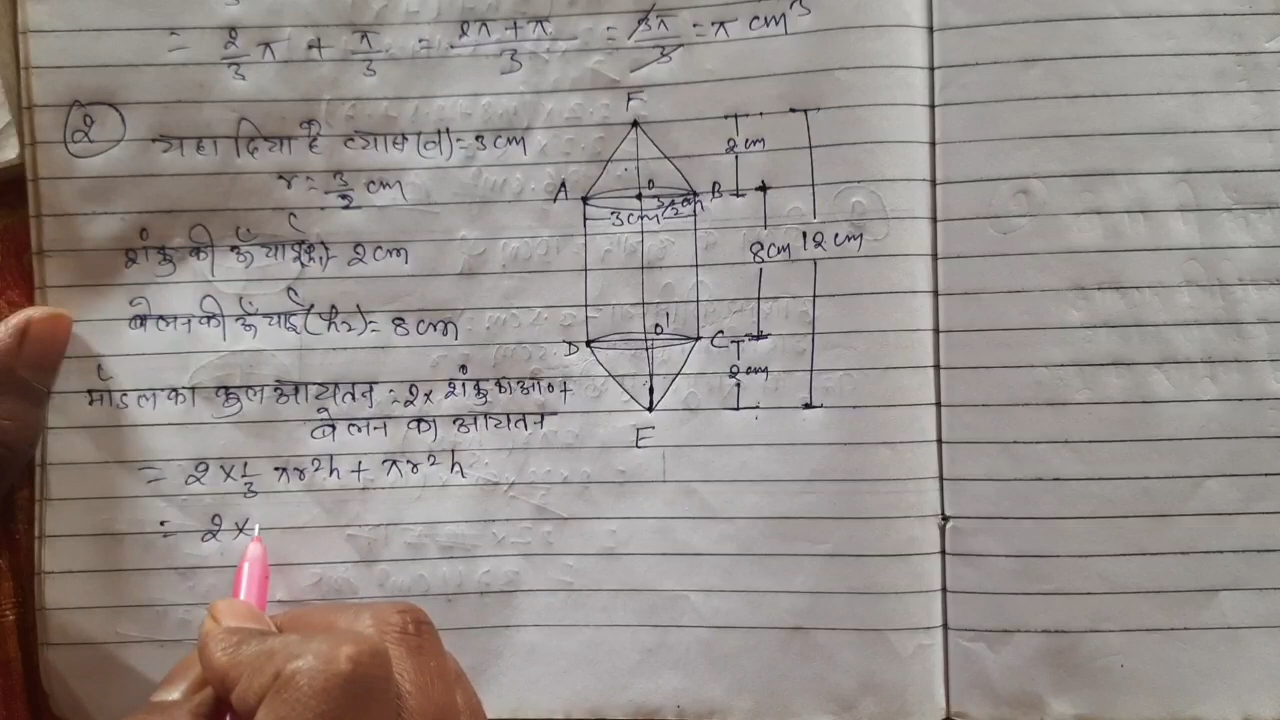 = 2/3 π + π/3 = 2π+π/3 = 3π/3 = π cm³
② यहा दिया है व्यास (d) = 3 cm
r = 3/2 cm
शंकु की ऊँचाई(h₁) = 2 cm
बेलन की ऊँचाई (h₂) = 8 cm
मॉडल का कुल आयतन = 2 × शंकु का आ० +
बेलन का आयतन
= 2 × 1/3 πr²h + πr²h
= 2 ×
F
2 cm
A
O
B
3/2 cm
3 cm
8 cm
12 cm
D
O'
C
2 cm
E